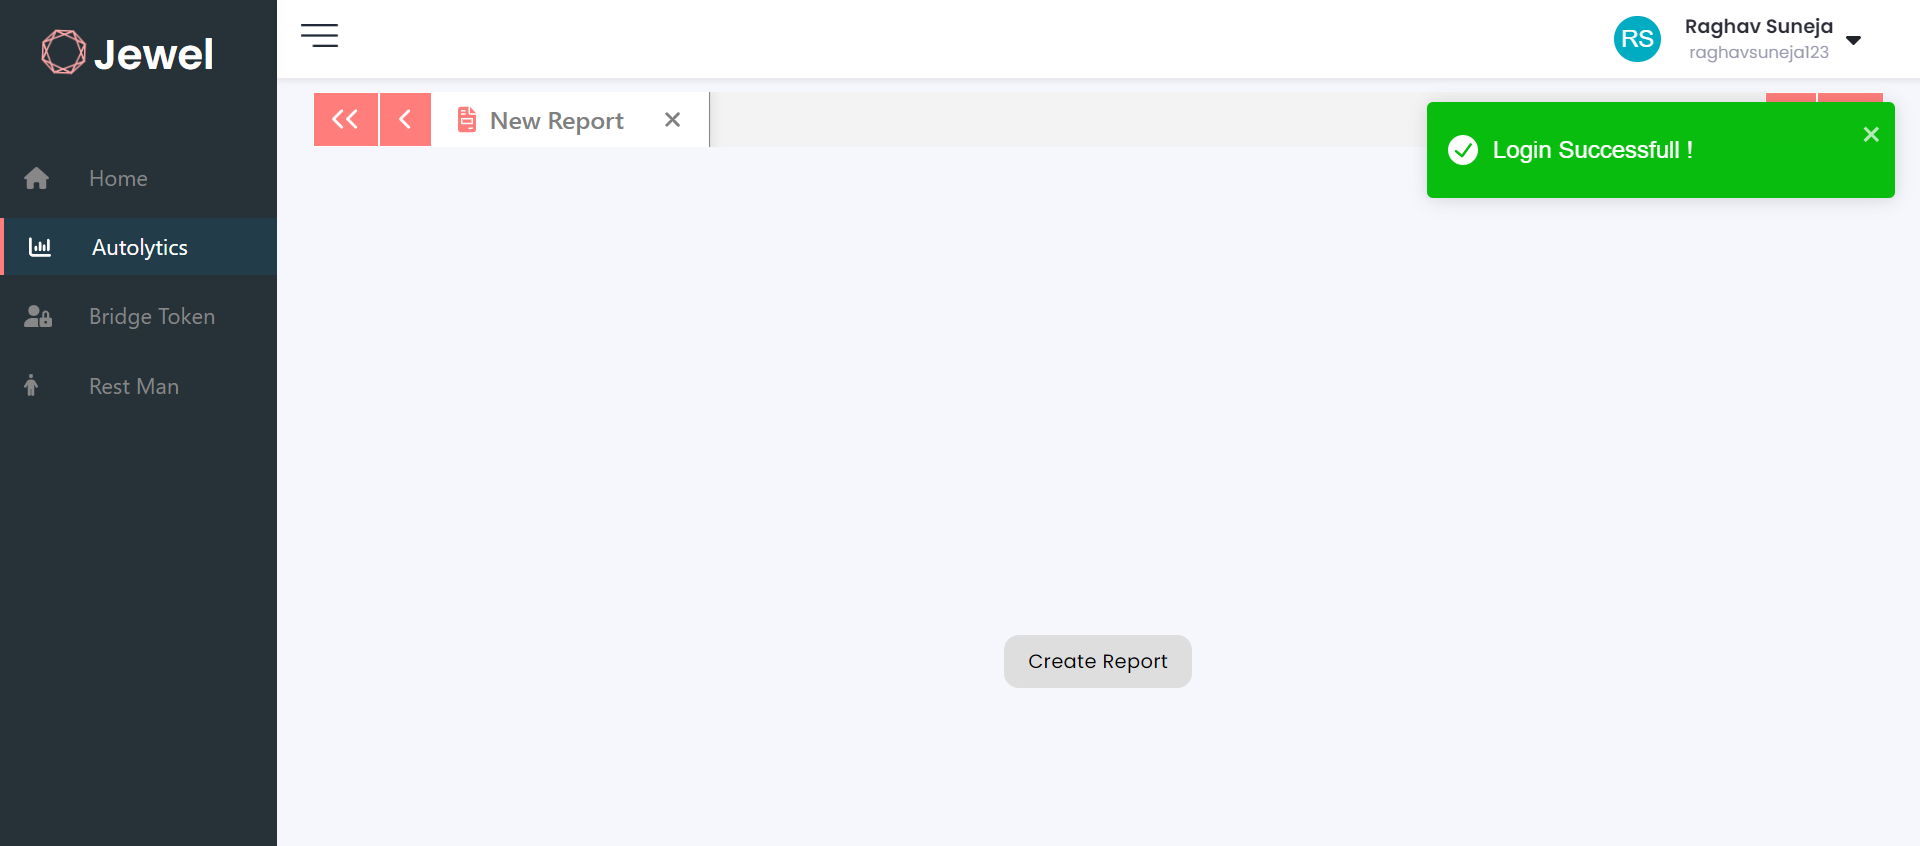 Jewel
RS
Raghav Suneja
raghavsuneja123
New Report
Login Successfull !
Home
Autolytics
Bridge Token
Rest Man
Create Report